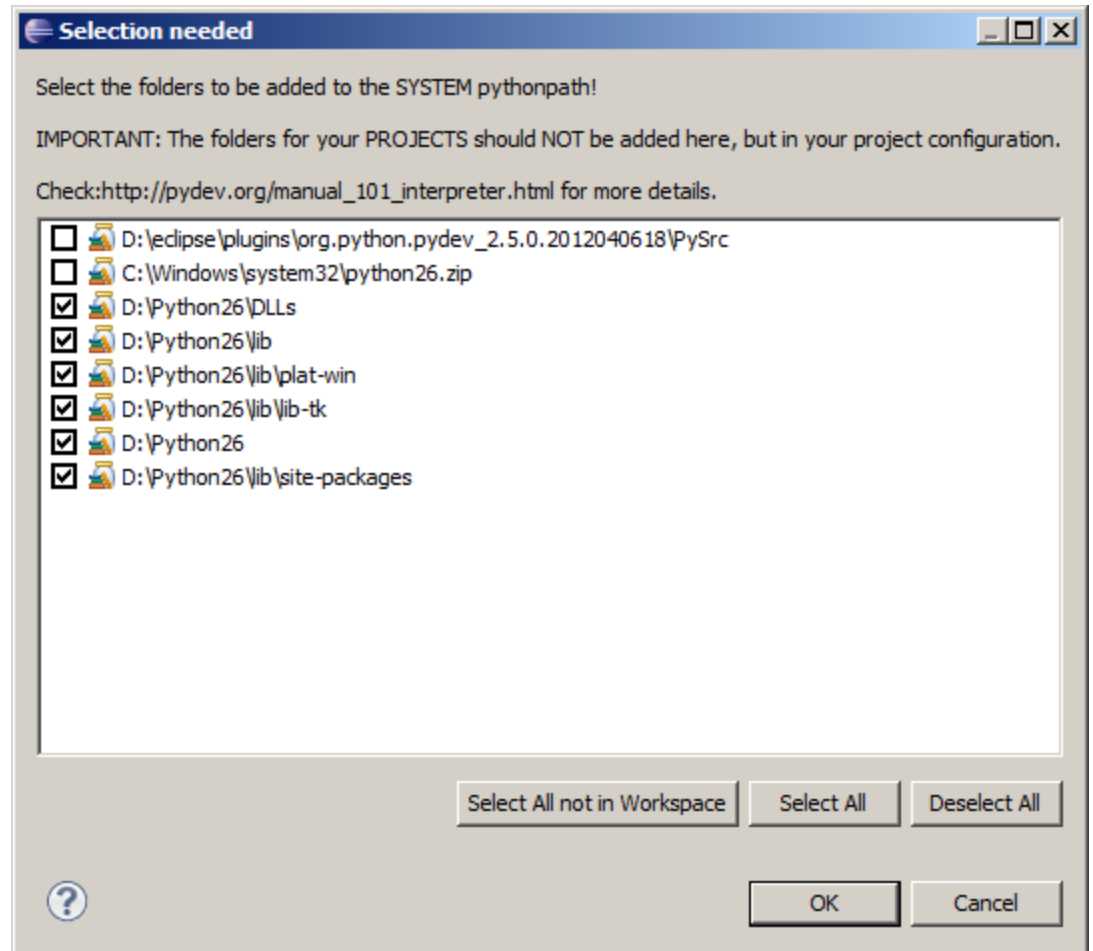 Selection needed
Select the folders to be added to the SYSTEM pythonpath!
IMPORTANT: The folders for your PROJECTS should NOT be added here, but in your project configuration.
Check:http://pydev.org/manual_101_interpreter.html for more details.
D:\eclipse\plugins\org.python.pydev_2.5.0.2012040618\PySrc
C:\Windows\system32\python26.zip
D:\Python26\DLLs
D:\Python26\lib
D:\Python26\lib\plat-win
D:\Python26\lib\lib-tk
D:\Python26
D:\Python26\lib\site-packages
Select All not in Workspace Select All Deselect All
? OK Cancel